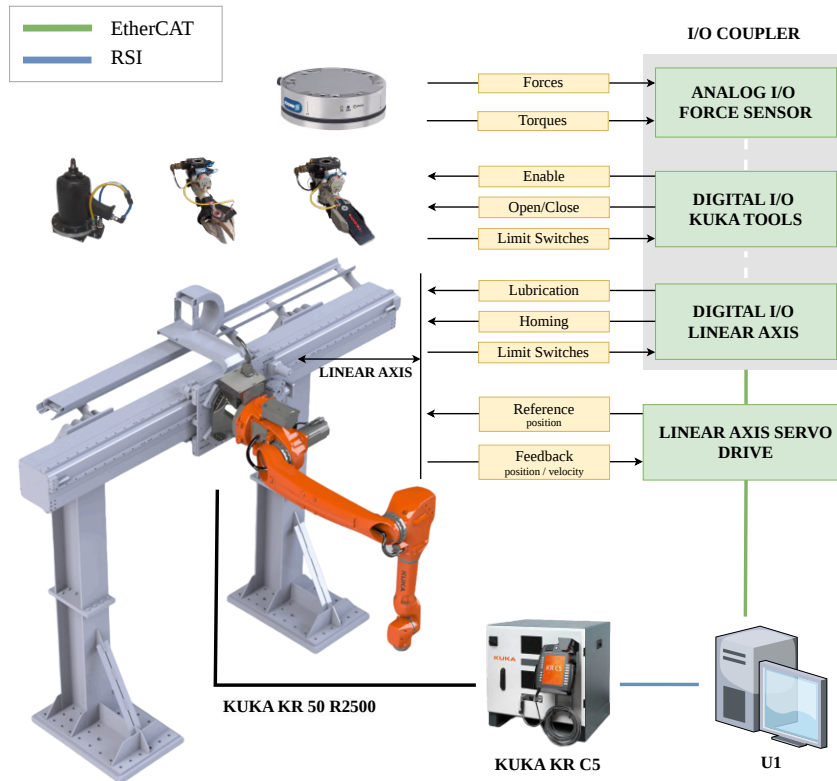 EtherCAT
RSI
I/O COUPLER
Forces
Torques
ANALOG I/O
FORCE SENSOR
Enable
Open/Close
Limit Switches
DIGITAL I/O
KUKA TOOLS
Lubrication
Homing
Limit Switches
DIGITAL I/O
LINEAR AXIS
LINEAR AXIS
Reference
position
Feedback
position / velocity
LINEAR AXIS SERVO
DRIVE
KUKA
KUKA
KR C5
KUKA KR 50 R2500
KUKA KR C5
U1